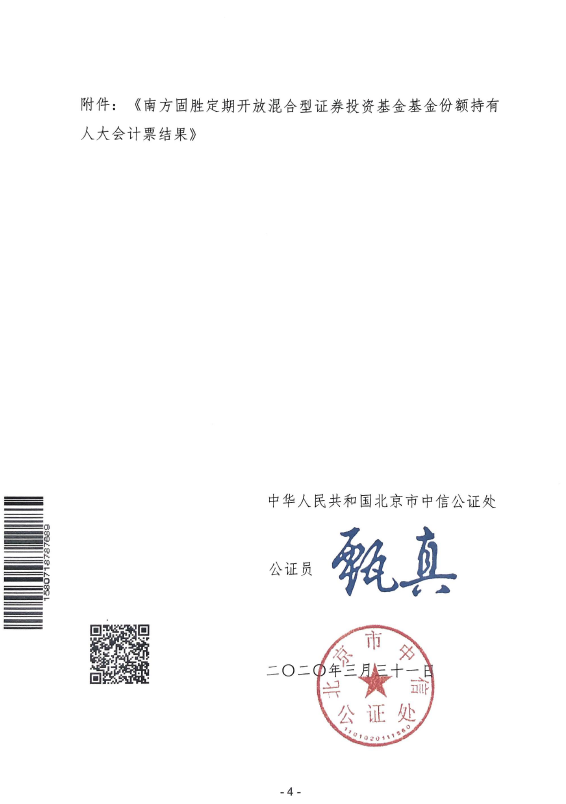 附件：《南方固胜定期开放混合型证券投资基金基金份额持有
人大会计票结果》
中华人民共和国北京市中信公证处
公证员 甄真
二〇二〇年三月三十一日
北京市中信
公证处
1580718787689
- 4 -